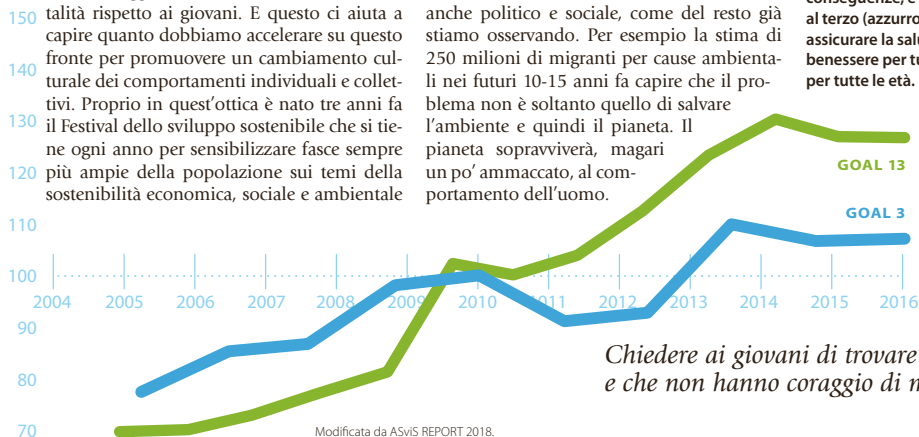 talità rispetto ai giovani. E questo ci aiuta a
capire quanto dobbiamo accelerare su questo
fronte per promuovere un cambiamento cul-
turale dei comportamenti individuali e collet-
tivi. Proprio in quest'ottica è nato tre anni fa
il Festival dello sviluppo sostenibile che si tie-
ne ogni anno per sensibilizzare fasce sempre
più ampie della popolazione sui temi della
sostenibilità economica, sociale e ambientale
anche politico e sociale, come del resto già
stiamo osservando. Per esempio la stima di
250 milioni di migranti per cause ambienta-
li nei futuri 10-15 anni fa capire che il pro-
blema non è soltanto quello di salvare
l'ambiente e quindi il pianeta. Il
pianeta sopravviverà, magari
un po' ammaccato, al com-
portamento dell'uomo.
al terzo (azzurro
assicurare la salu
benessere per tu
per tutte le età.
150
140
130
120
110
100
90
80
70
GOAL 13
GOAL 3
2004 2005 2006 2007 2008 2009 2010 2011 2012 2013 2014 2015 2016
Chiedere ai giovani di trovare
e che non hanno coraggio di
Modificata da ASviS REPORT 2018.